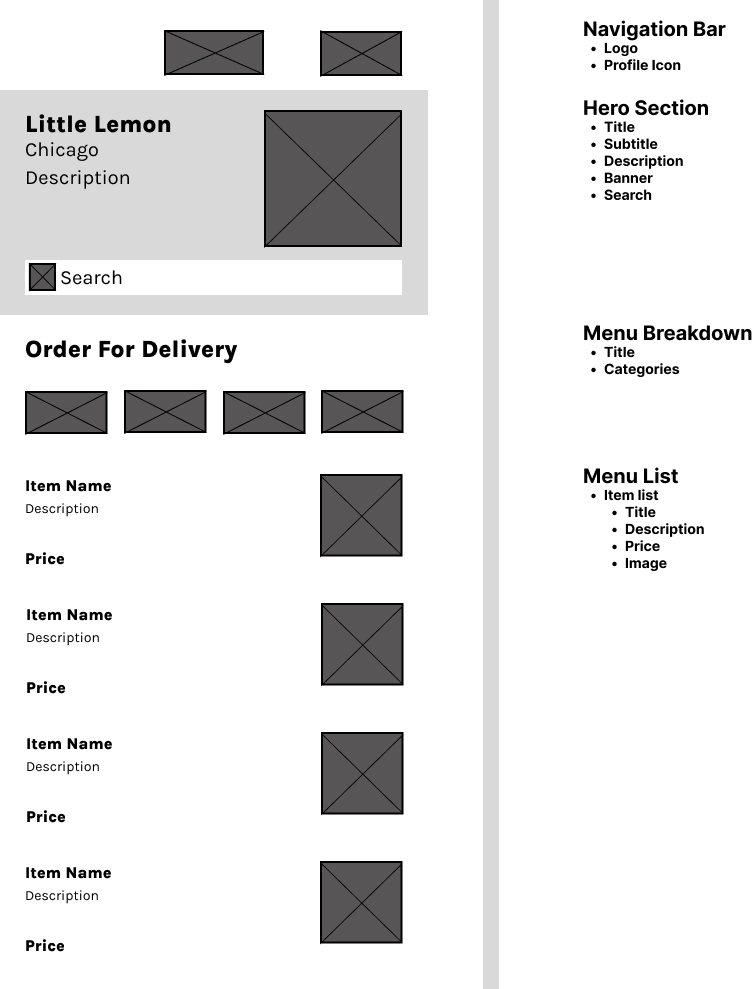 Little Lemon
Chicago
Description
Search
Order For Delivery
Item Name
Description
Price
Item Name
Description
Price
Item Name
Description
Price
Item Name
Description
Price
Navigation Bar
• Logo
• Profile Icon
Hero Section
• Title
• Subtitle
• Description
• Banner
• Search
Menu Breakdown
• Title
• Categories
Menu List
• Item list
• Title
• Description
• Price
• Image